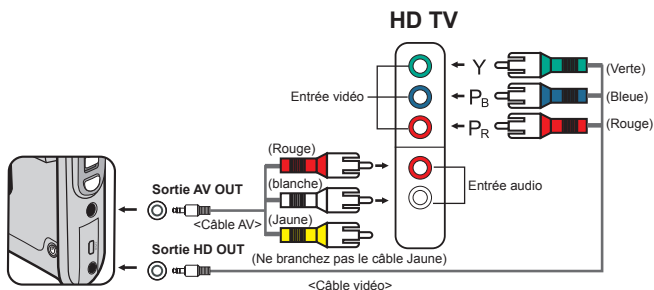 HD TV
Y
(Verte)
Entrée vidéo
PB
(Bleue)
PR
(Rouge)
(Rouge)
Sortie AV OUT
(blanche)
Entrée audio
<Câble AV>
(Jaune)
Sortie HD OUT
(Ne branchez pas le câble Jaune)
<Câble vidéo>